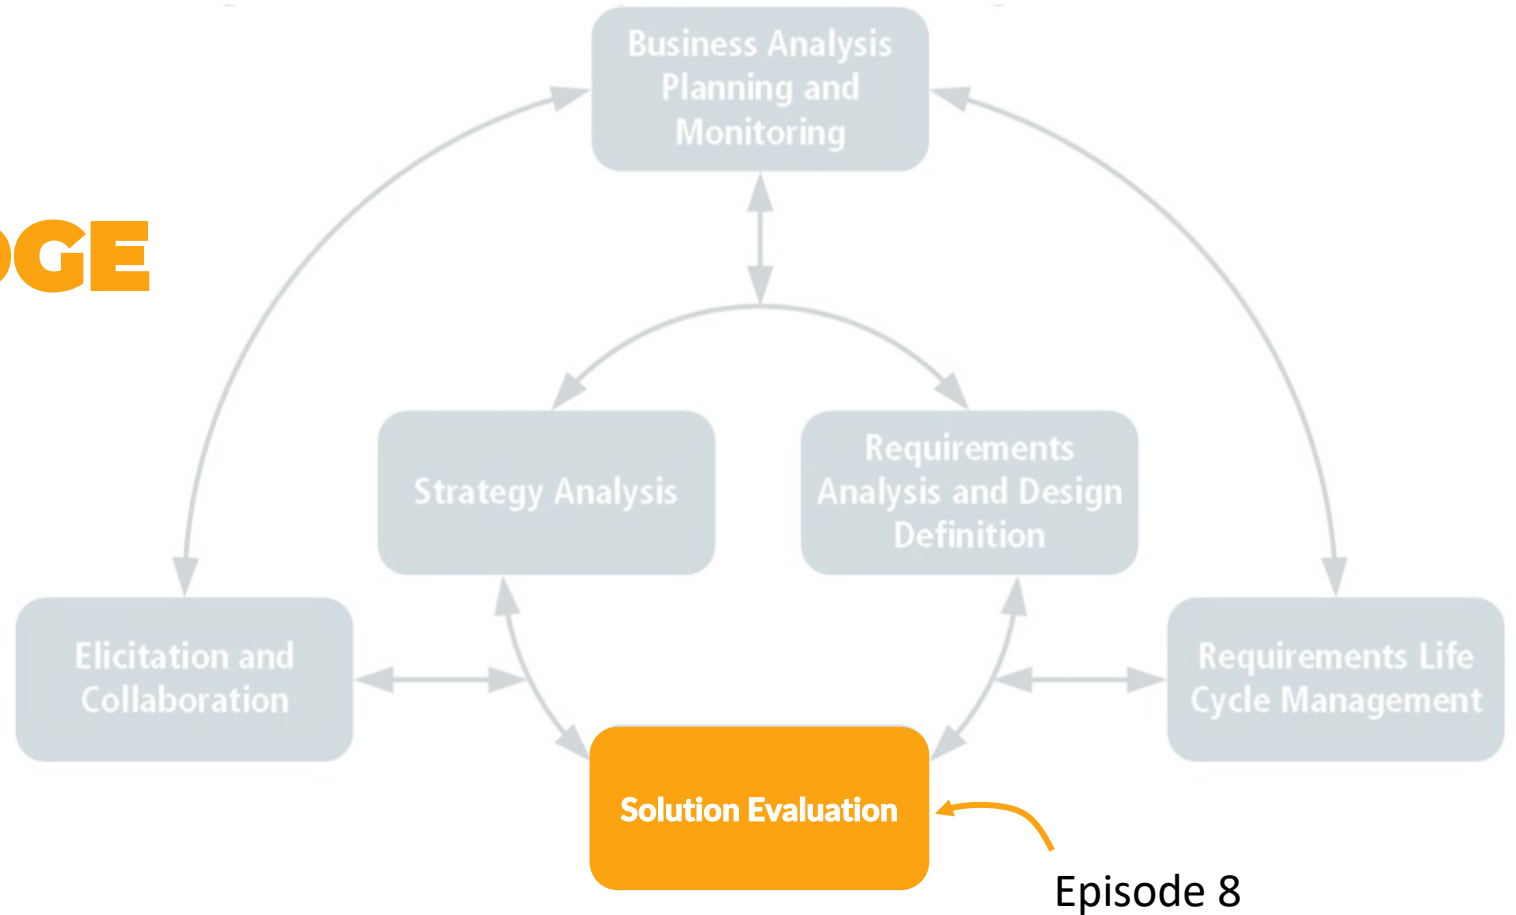 Business Analysis
Planning and
Monitoring
DGE
Strategy Analysis
Requirements
Analysis and Design
Definition
Elicitation and
Collaboration
Requirements Life
Cycle Management
Solution Evaluation
Episode 8